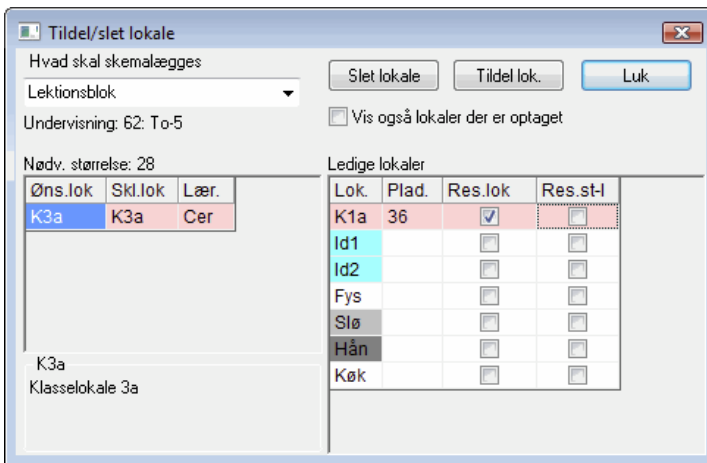 Tildel/slet lokale
Hvad skal skemalægges
Lektionsblok
Undervisning: 62: To-5
Slet lokale
Tildel lok.
Luk
Vis også lokaler der er optaget
Nødv. størrelse: 28
Øns.lok Skl.lok Lær.
K3a K3a Cer
K3a
Klasselokale 3a
Ledige lokaler
Lok. Plad. Res.lok Res.st-l
K1a 36
Id1
Id2
Fys
Slø
Hån
Køk